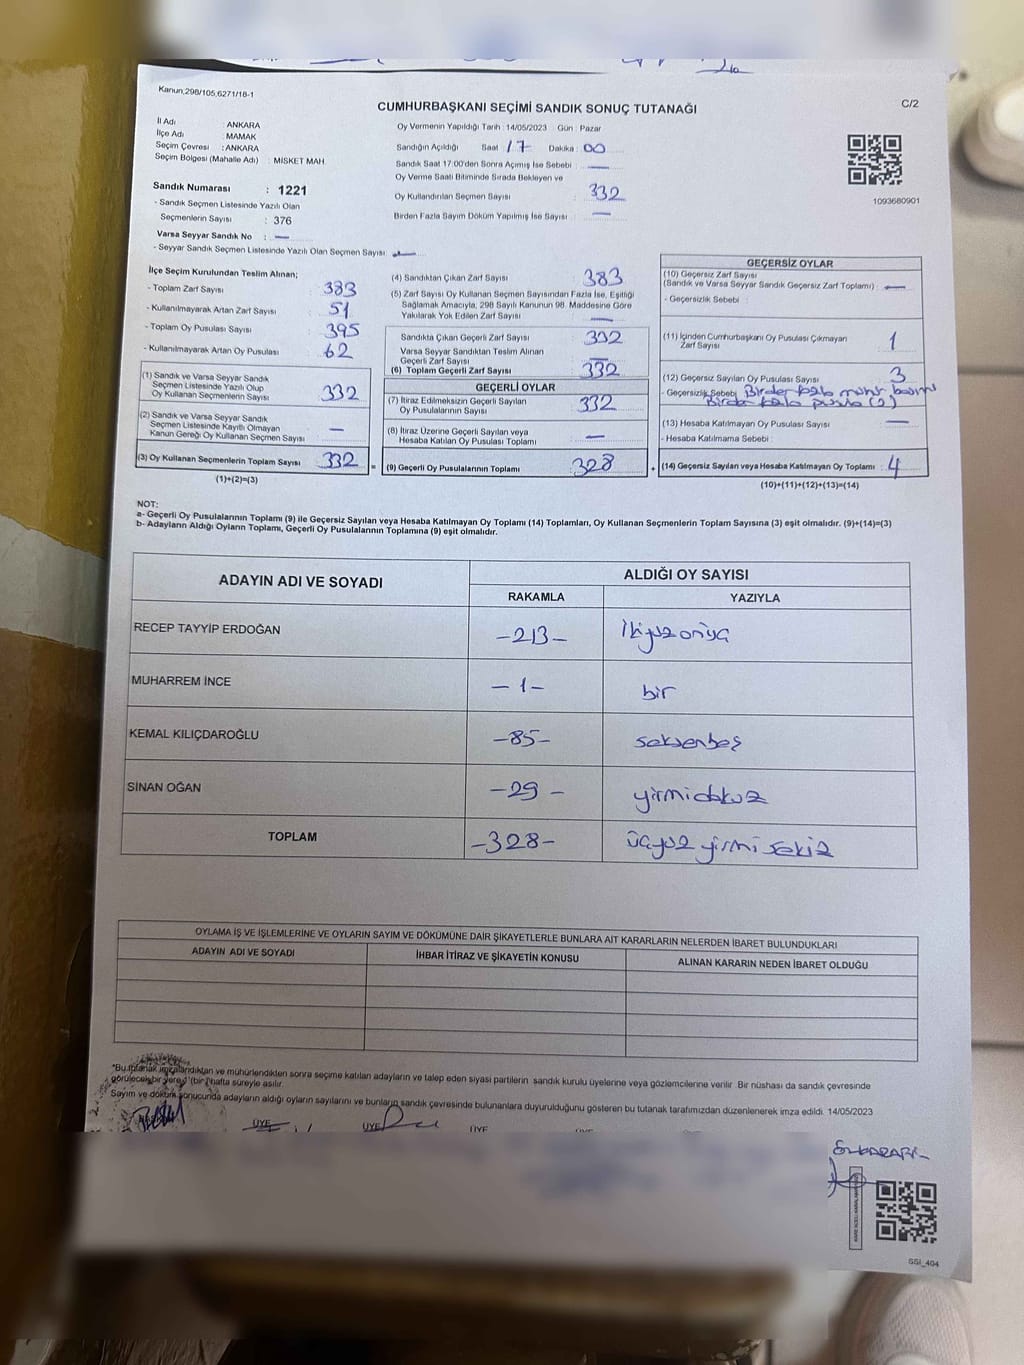 Kanun,298/105,6271/18-1
CUMHURBAŞKANI SEÇİMİ SANDIK SONUÇ TUTANAĞI
C/2
İl Adı : ANKARA
İlçe Adı : MAMAK
Seçim Çevresi : ANKARA
Seçim Bölgesi (Mahalle Adı) : MİSKET MAH.
Oy Vermenin Yapıldığı Tarih : 14/05/2023 Gün : Pazar
Sandığın Açıldığı Saat 17 Dakika : 00
Sandık Saat 17:00'den Sonra Açımış İse Sebebi : —
Oy Verme Saati Bitiminde Sırada Bekleyen ve
Oy Kullandırılan Seçmen Sayısı : 332
Birden Fazla Sayım Döküm Yapılmış İse Sayısı : —
1093680901
Sandık Numarası : 1221
- Sandık Seçmen Listesinde Yazılı Olan
Seçmenlerin Sayısı : 376
Varsa Seyyar Sandık No : —
- Seyyar Sandık Seçmen Listesinde Yazılı Olan Seçmen Sayısı: —
İlçe Seçim Kurulundan Teslim Alınan;
- Toplam Zarf Sayısı : 383
- Kullanılmayarak Artan Zarf Sayısı : 51
- Toplam Oy Pusulası Sayısı : 395
- Kullanılmayarak Artan Oy Pusulası : 62
(1) Sandık ve Varsa Seyyar Sandık
Seçmen Listesinde Yazılı Olup
Oy Kullanan Seçmenlerin Sayısı : 332
(2) Sandık ve Varsa Seyyar Sandık
Seçmen Listesinde Kayıtlı Olmayan
Kanun Gereği Oy Kullanan Seçmen Sayısı : —
(3) Oy Kullanan Seçmenlerin Toplam Sayısı : 332 =
(1)+(2)=(3)
(4) Sandıktan Çıkan Zarf Sayısı : 383
(5) Zarf Sayısı Oy Kullanan Seçmen Sayısından Fazla İse, Eşitliği
Sağlamak Amacıyla, 298 Sayılı Kanunun 98. Maddesine Göre
Yakılarak Yok Edilen Zarf Sayısı : —
Sandıkta Çıkan Geçerli Zarf Sayısı : 332
Varsa Seyyar Sandıktan Teslim Alınan
Geçerli Zarf Sayısı : —
(6) Toplam Geçerli Zarf Sayısı : 332
GEÇERLİ OYLAR
(7) İtiraz Edilmeksizin Geçerli Sayılan
Oy Pusulalarının Sayısı : 332
(8) İtiraz Üzerine Geçerli Sayılan veya
Hesaba Katılan Oy Pusulası Toplamı : —
(9) Geçerli Oy Pusulalarının Toplamı : 328 +
GEÇERSİZ OYLAR
(10) Geçersiz Zarf Sayısı
(Sandık ve Varsa Seyyar Sandık Geçersiz Zarf Toplamı) : —
- Geçersizlik Sebebi :
(11) İçinden Cumhurbaşkanı Oy Pusulası Çıkmayan
Zarf Sayısı : 1
(12) Geçersiz Sayılan Oy Pusulası Sayısı : 3
- Geçersizlik Sebebi : Birden fazla mühür basımı
Birden fazla pusula (2)
(13) Hesaba Katılmayan Oy Pusulası Sayısı : —
- Hesaba Katılmama Sebebi :
(14) Geçersiz Sayılan veya Hesaba Katılmayan Oy Toplamı : 4
(10)+(11)+(12)+(13)=(14)
NOT:
a- Geçerli Oy Pusulalarının Toplamı (9) ile Geçersiz Sayılan veya Hesaba Katılmayan Oy Toplamı (14) Toplamları, Oy Kullanan Seçmenlerin Toplam Sayısına (3) eşit olmalıdır. (9)+(14)=(3)
b- Adayların Aldığı Oyların Toplamı, Geçerli Oy Pusulalarının Toplamına (9) eşit olmalıdır.
ADAYIN ADI VE SOYADI
ALDIĞI OY SAYISI
RAKAMLA
YAZIYLA
RECEP TAYYİP ERDOĞAN -213-
MUHARREM İNCE -1- bir
KEMAL KILIÇDAROĞLU -85- seksenbeş
SİNAN OĞAN -29- yirmidokuz
TOPLAM -328- üçyüz yirmi sekiz
OYLAMA İŞ VE İŞLEMLERİNE VE OYLARIN SAYIM VE DÖKÜMÜNE DAİR ŞİKAYETLERLE BUNLARA AİT KARARLARIN NELERDEN İBARET BULUNDUKLARI
ADAYIN ADI VE SOYADI
İHBAR İTİRAZ VE ŞİKAYETİN KONUSU
ALINAN KARARIN NEDEN İBARET OLDUĞU
*Bu tutanak imzalandıktan ve mühürlendikten sonra seçime katılan adayların ve talep eden siyasi partilerin sandık kurulu üyelerine veya gözlemcilerine verilir. Bir nüshası da sandık çevresinde
görülecek bir yere 1 (bir) hafta süreyle asılır.
Sayım ve döküm sonucunda adayların aldığı oyların sayılarını ve bunların sandık çevresinde bulunanlara duyurulduğunu gösteren bu tutanak tarafımızdan düzenlenerek imza edildi. 14/05/2023
ÜYE ÜYE ÜYE
SSI_404